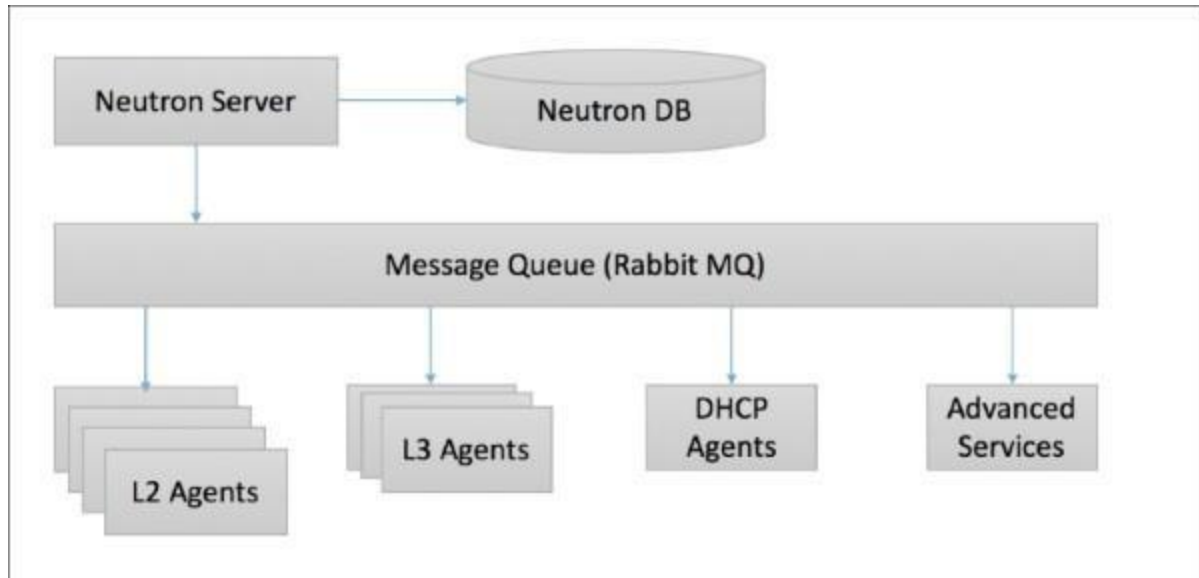 Neutron Server
Neutron DB
Message Queue (Rabbit MQ)
L2 Agents
L3 Agents
DHCP
Agents
Advanced
Services